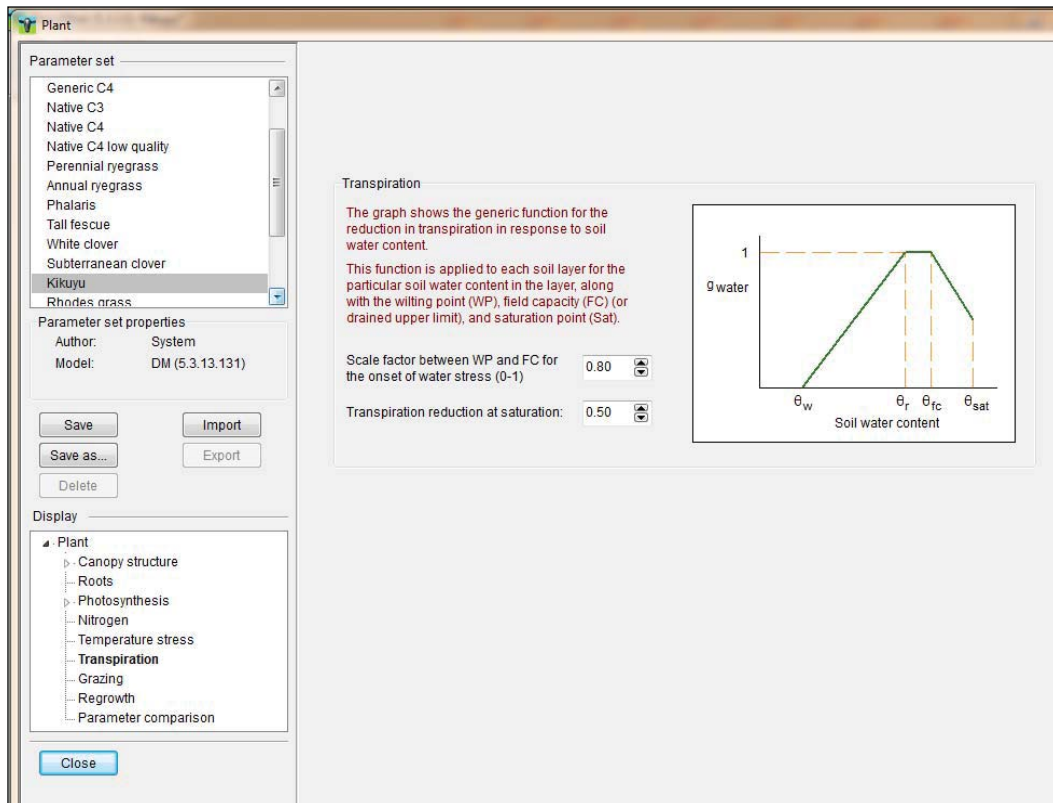 Plant
Parameter set
Generic C4
Native C3
Native C4
Native C4 low quality
Perennial ryegrass
Annual ryegrass
Phalaris
Tall fescue
White clover
Subterranean clover
Kikuyu
Rhodes grass
Parameter set properties
Author: System
Model: DM (5.3.13.131)
Save Import
Save as... Export
Delete
Display
Plant
Canopy structure
Roots
Photosynthesis
Nitrogen
Temperature stress
Transpiration
Grazing
Regrowth
Parameter comparison
Close
Transpiration
The graph shows the generic function for the
reduction in transpiration in response to soil
water content.
This function is applied to each soil layer for the
particular soil water content in the layer, along
with the wilting point (WP), field capacity (FC) (or
drained upper limit), and saturation point (Sat).
Scale factor between WP and FC for
the onset of water stress (0-1) 0.80
Transpiration reduction at saturation: 0.50
1
g water
θw θr θfc θsat
Soil water content